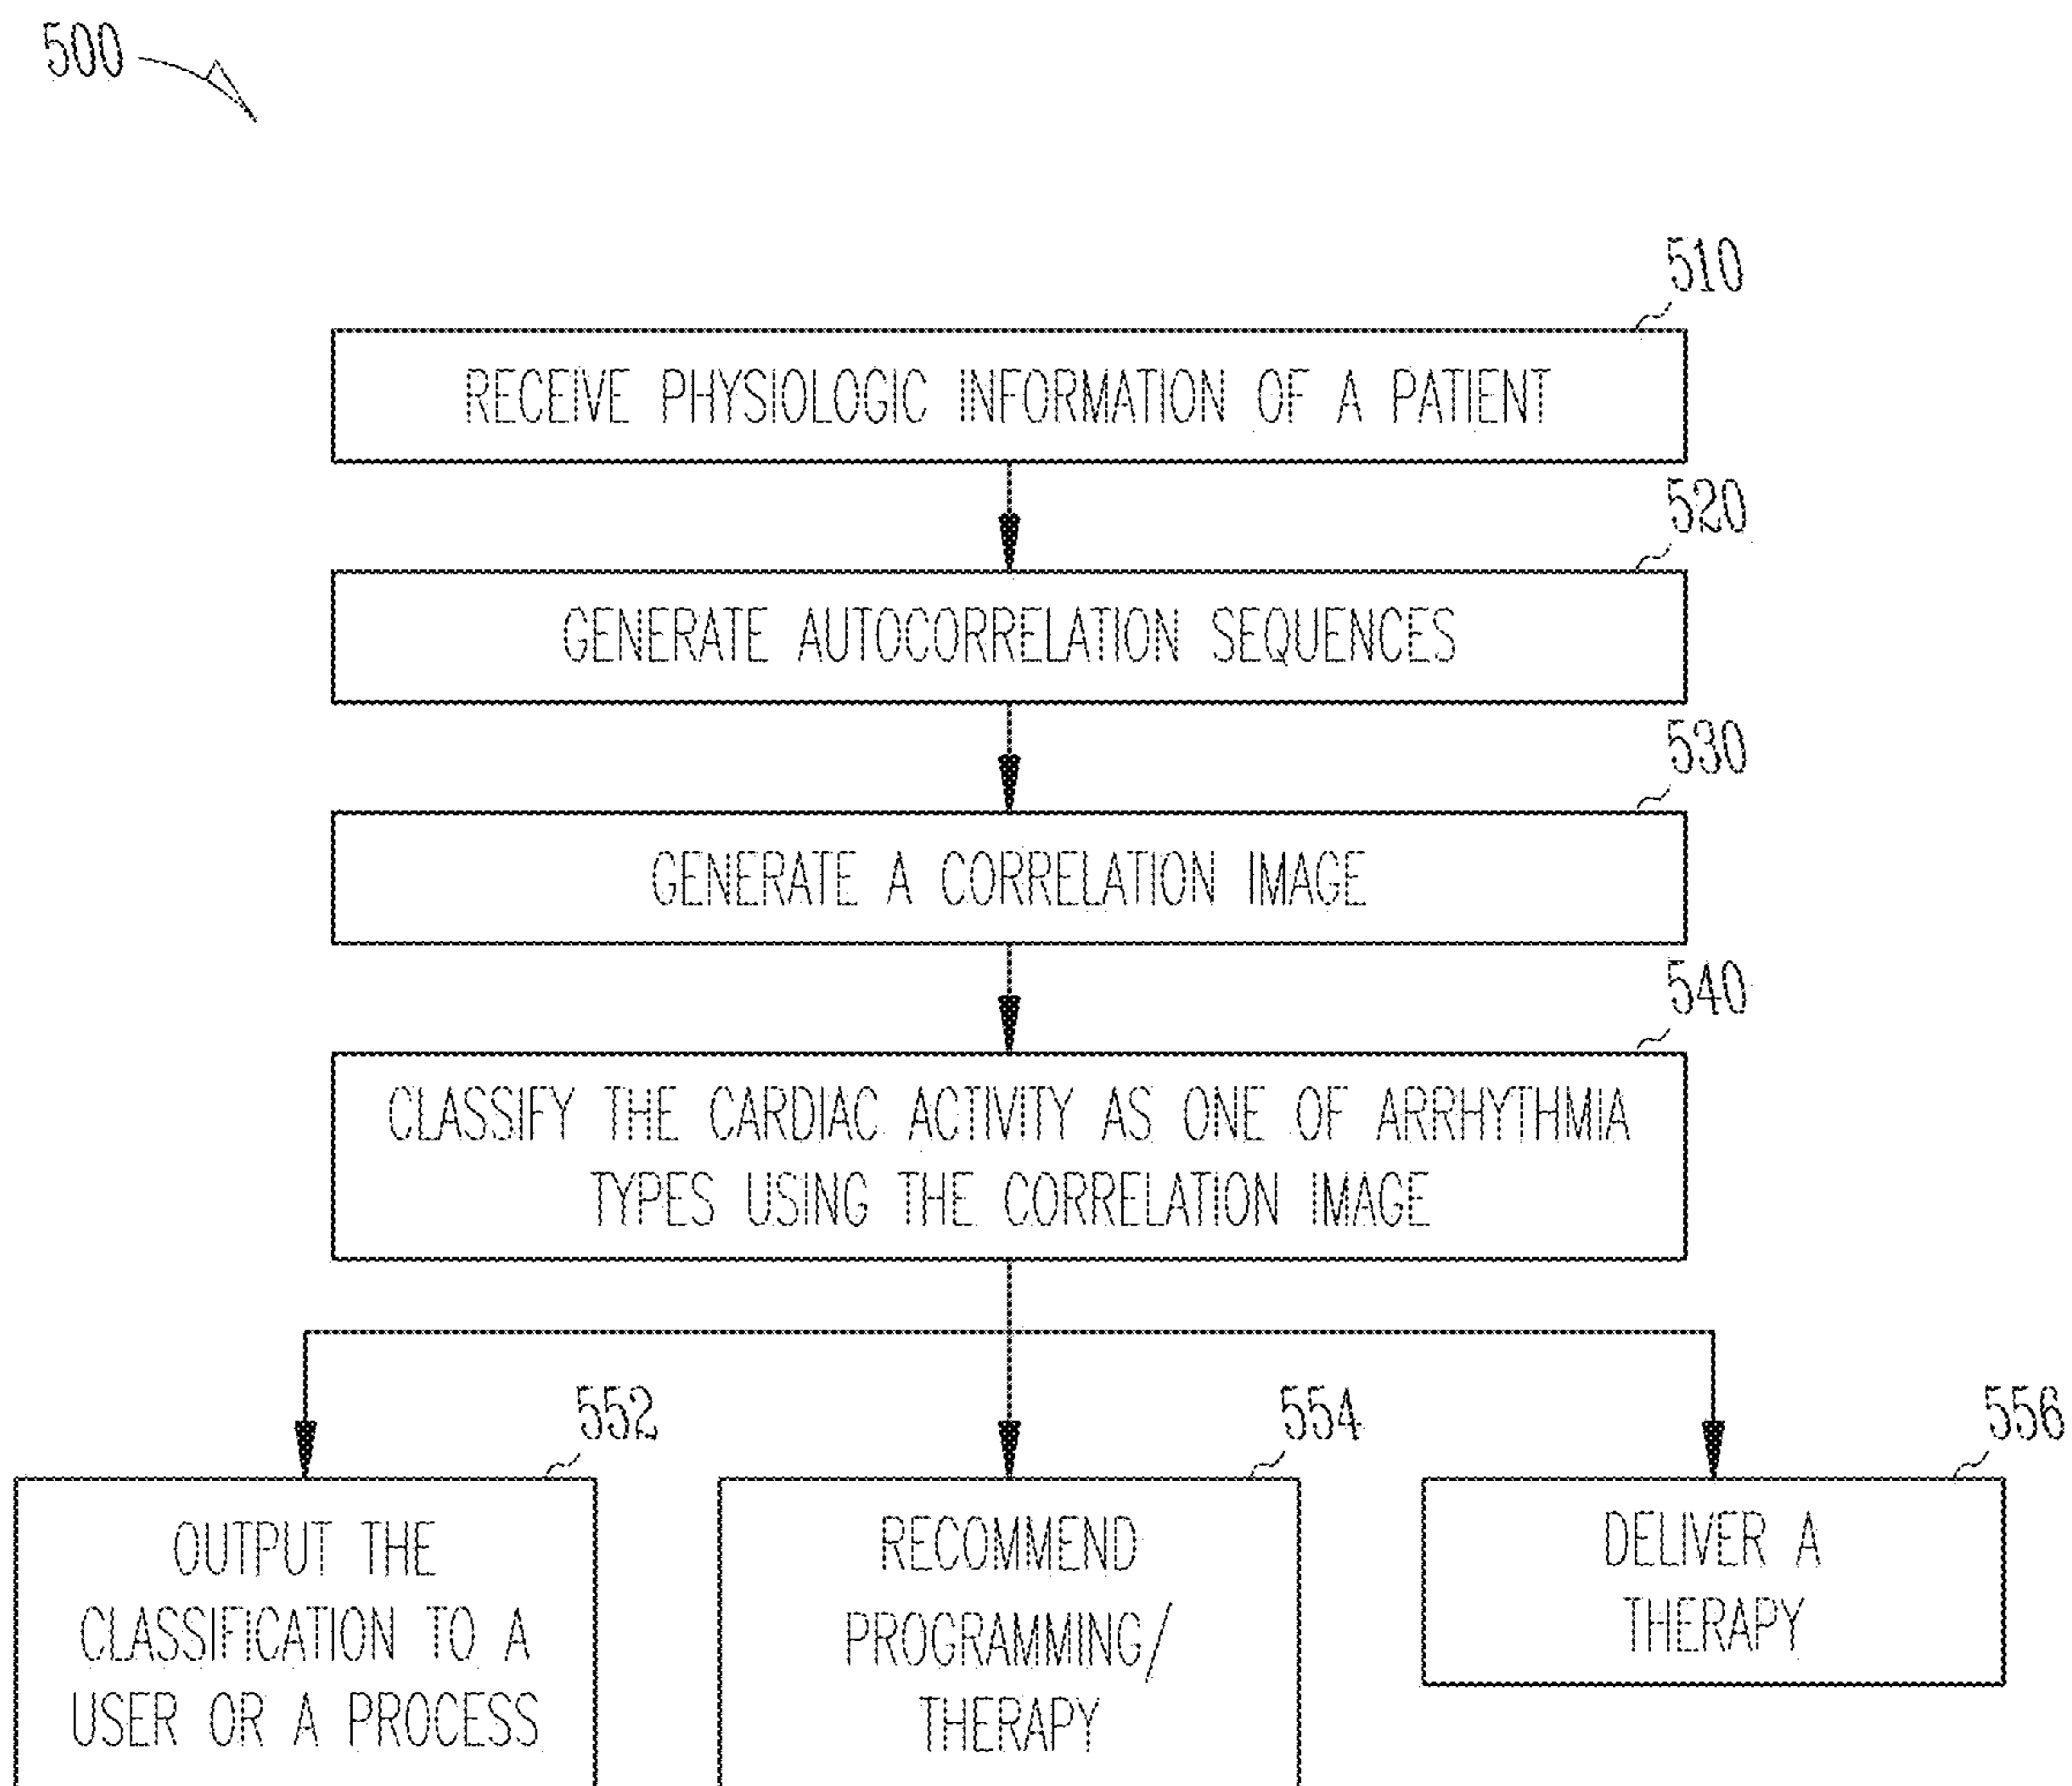 500
510
RECEIVE PHYSIOLOGIC INFORMATION OF A PATIENT
520
GENERATE AUTOCORRELATION SEQUENCES
530
GENERATE A CORRELATION IMAGE
540
CLASSIFY THE CARDIAC ACTIVITY AS ONE OF ARRHYTHMIA
TYPES USING THE CORRELATION IMAGE
552
OUTPUT THE
CLASSIFICATION TO A
USER OR A PROCESS
554
RECOMMEND
PROGRAMMING/
THERAPY
556
DELIVER A
THERAPY